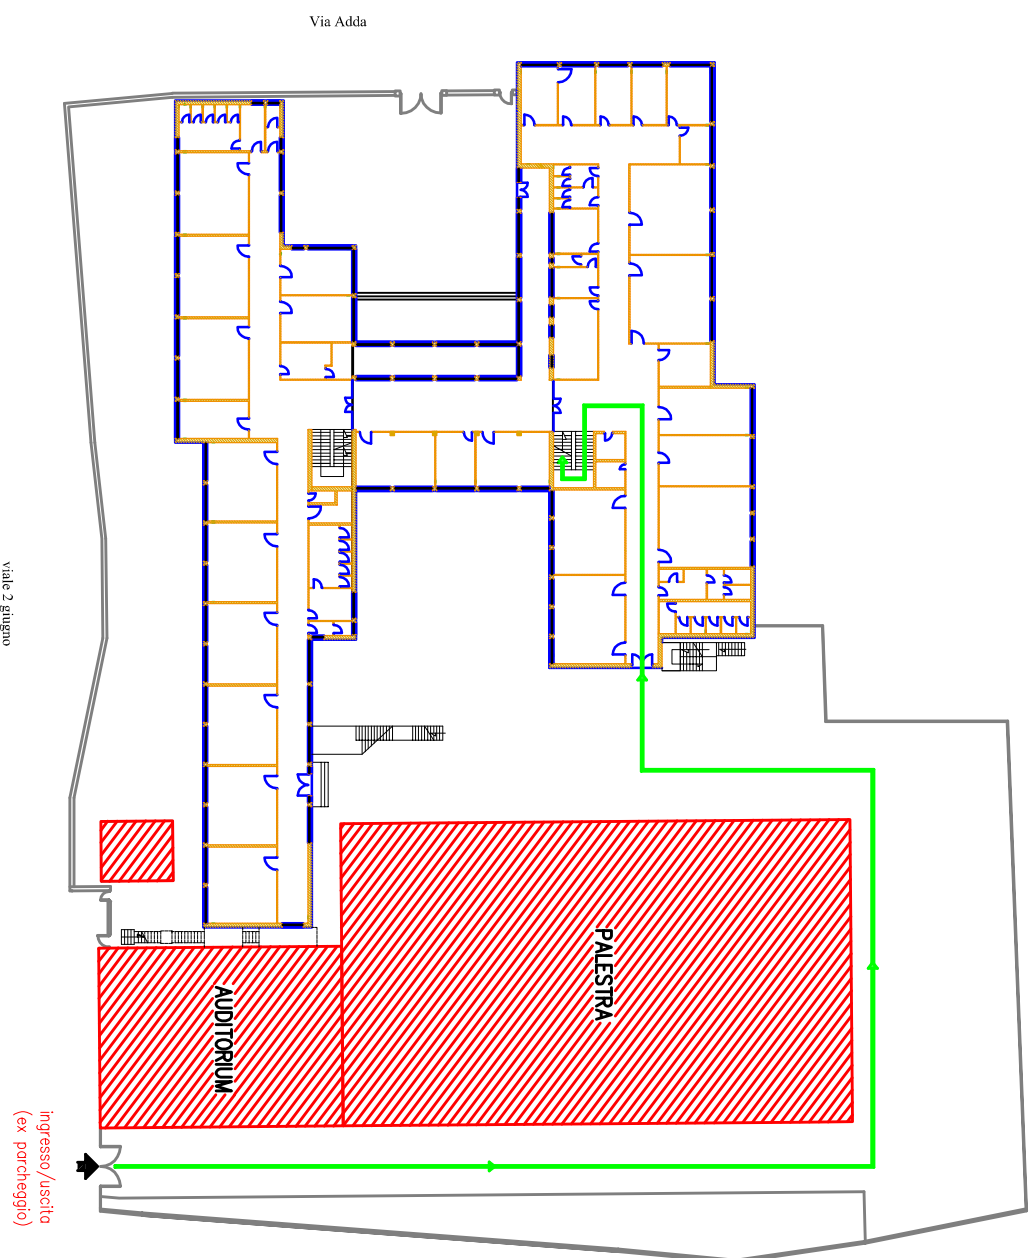 Via Adda
viale 2 giugno
PALESTRA
AUDITORIUM
ingresso/uscita
(ex parcheggio)